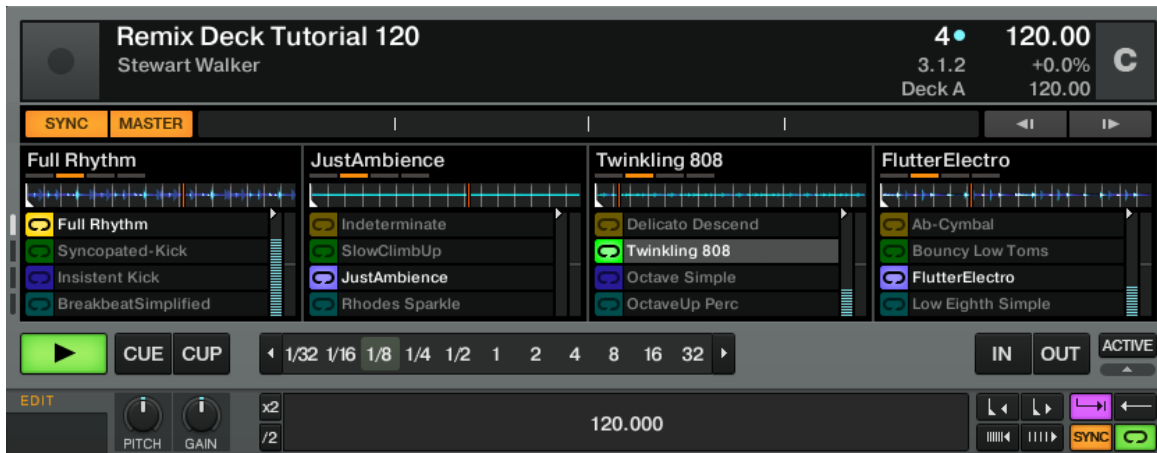 Remix Deck Tutorial 120 4 120.00
Stewart Walker 3.1.2 +0.0% C
Deck A 120.00
SYNC MASTER
Full Rhythm JustAmbience Twinkling 808 FlutterElectro
Full Rhythm Indeterminate Delicato Descend Ab-Cymbal
Syncopated-Kick SlowClimbUp Twinkling 808 Bouncy Low Toms
Insistent Kick JustAmbience Octave Simple FlutterElectro
BreakbeatSimplified Rhodes Sparkle OctaveUp Perc Low Eighth Simple
CUE CUP 1/32 1/16 1/8 1/4 1/2 1 2 4 8 16 32 IN OUT ACTIVE
EDIT
x2
120.000
PITCH GAIN /2 SYNC